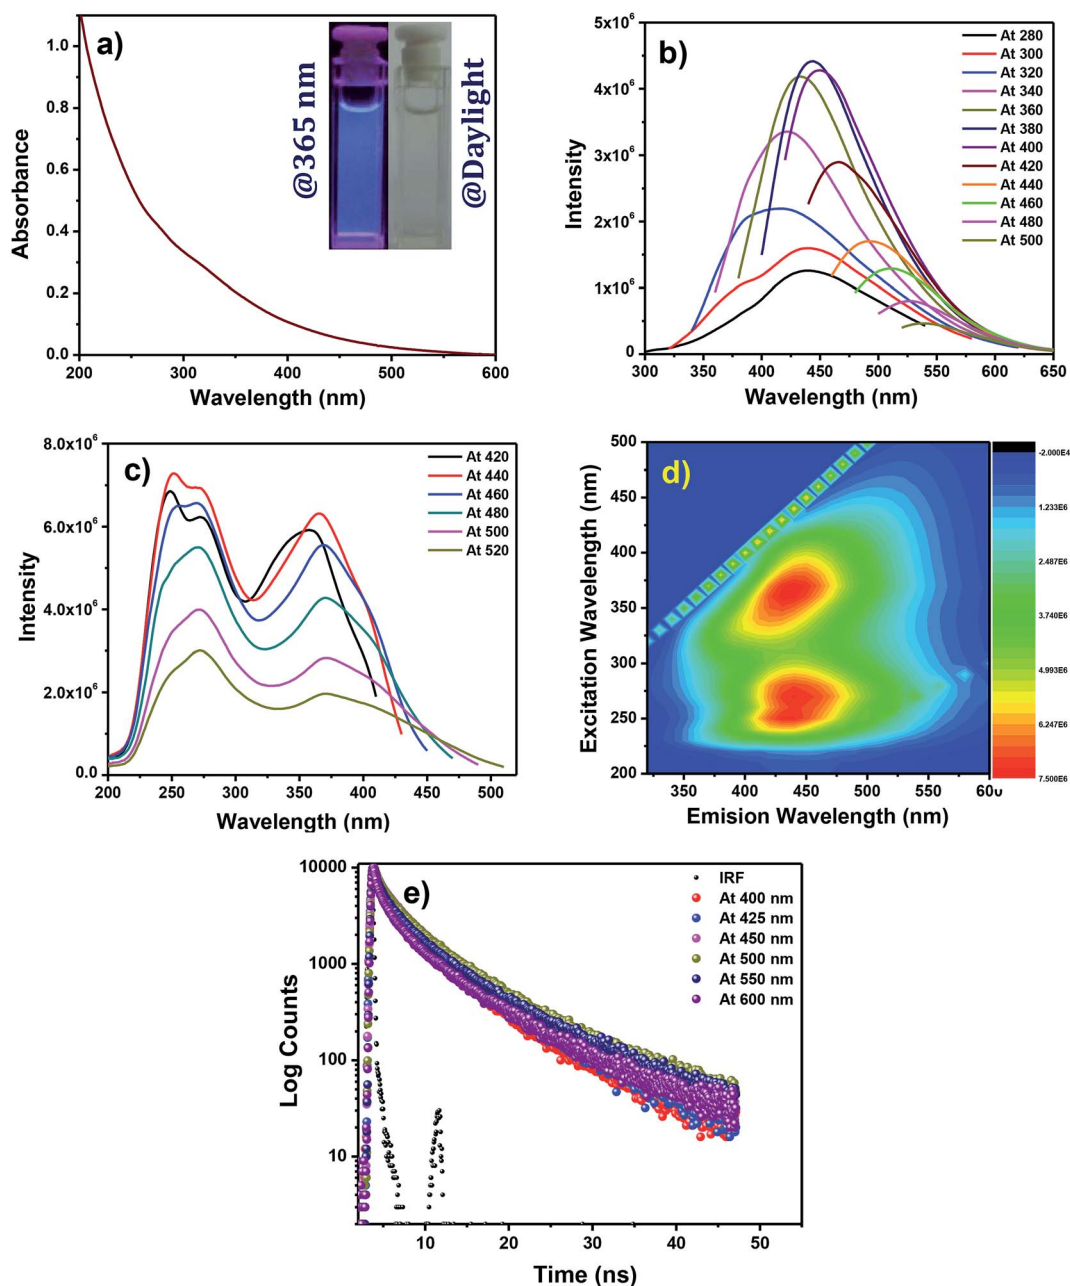 a)
@365 nm
@Daylight
1.0
0.8
0.6
0.4
0.2
0.0
200
300
400
500
600
Absorbance
Wavelength (nm)
b)
5x10⁶
4x10⁶
3x10⁶
2x10⁶
1x10⁶
0
300
350
400
450
500
550
600
650
Intensity
Wavelength (nm)
At 280
At 300
At 320
At 340
At 360
At 380
At 400
At 420
At 440
At 460
At 480
At 500
c)
8.0x10⁶
6.0x10⁶
4.0x10⁶
2.0x10⁶
0.0
200
250
300
350
400
450
500
Intensity
Wavelength (nm)
At 420
At 440
At 460
At 480
At 500
At 520
d)
500
450
400
350
300
250
200
350
400
450
500
550
600
Excitation Wavelength (nm)
Emision Wavelength (nm)
-2.000E4
1.233E6
2.487E6
3.740E6
4.993E6
6.247E6
7.500E6
e)
10000
1000
100
10
10
20
30
40
50
Log Counts
Time (ns)
IRF
At 400 nm
At 425 nm
At 450 nm
At 500 nm
At 550 nm
At 600 nm